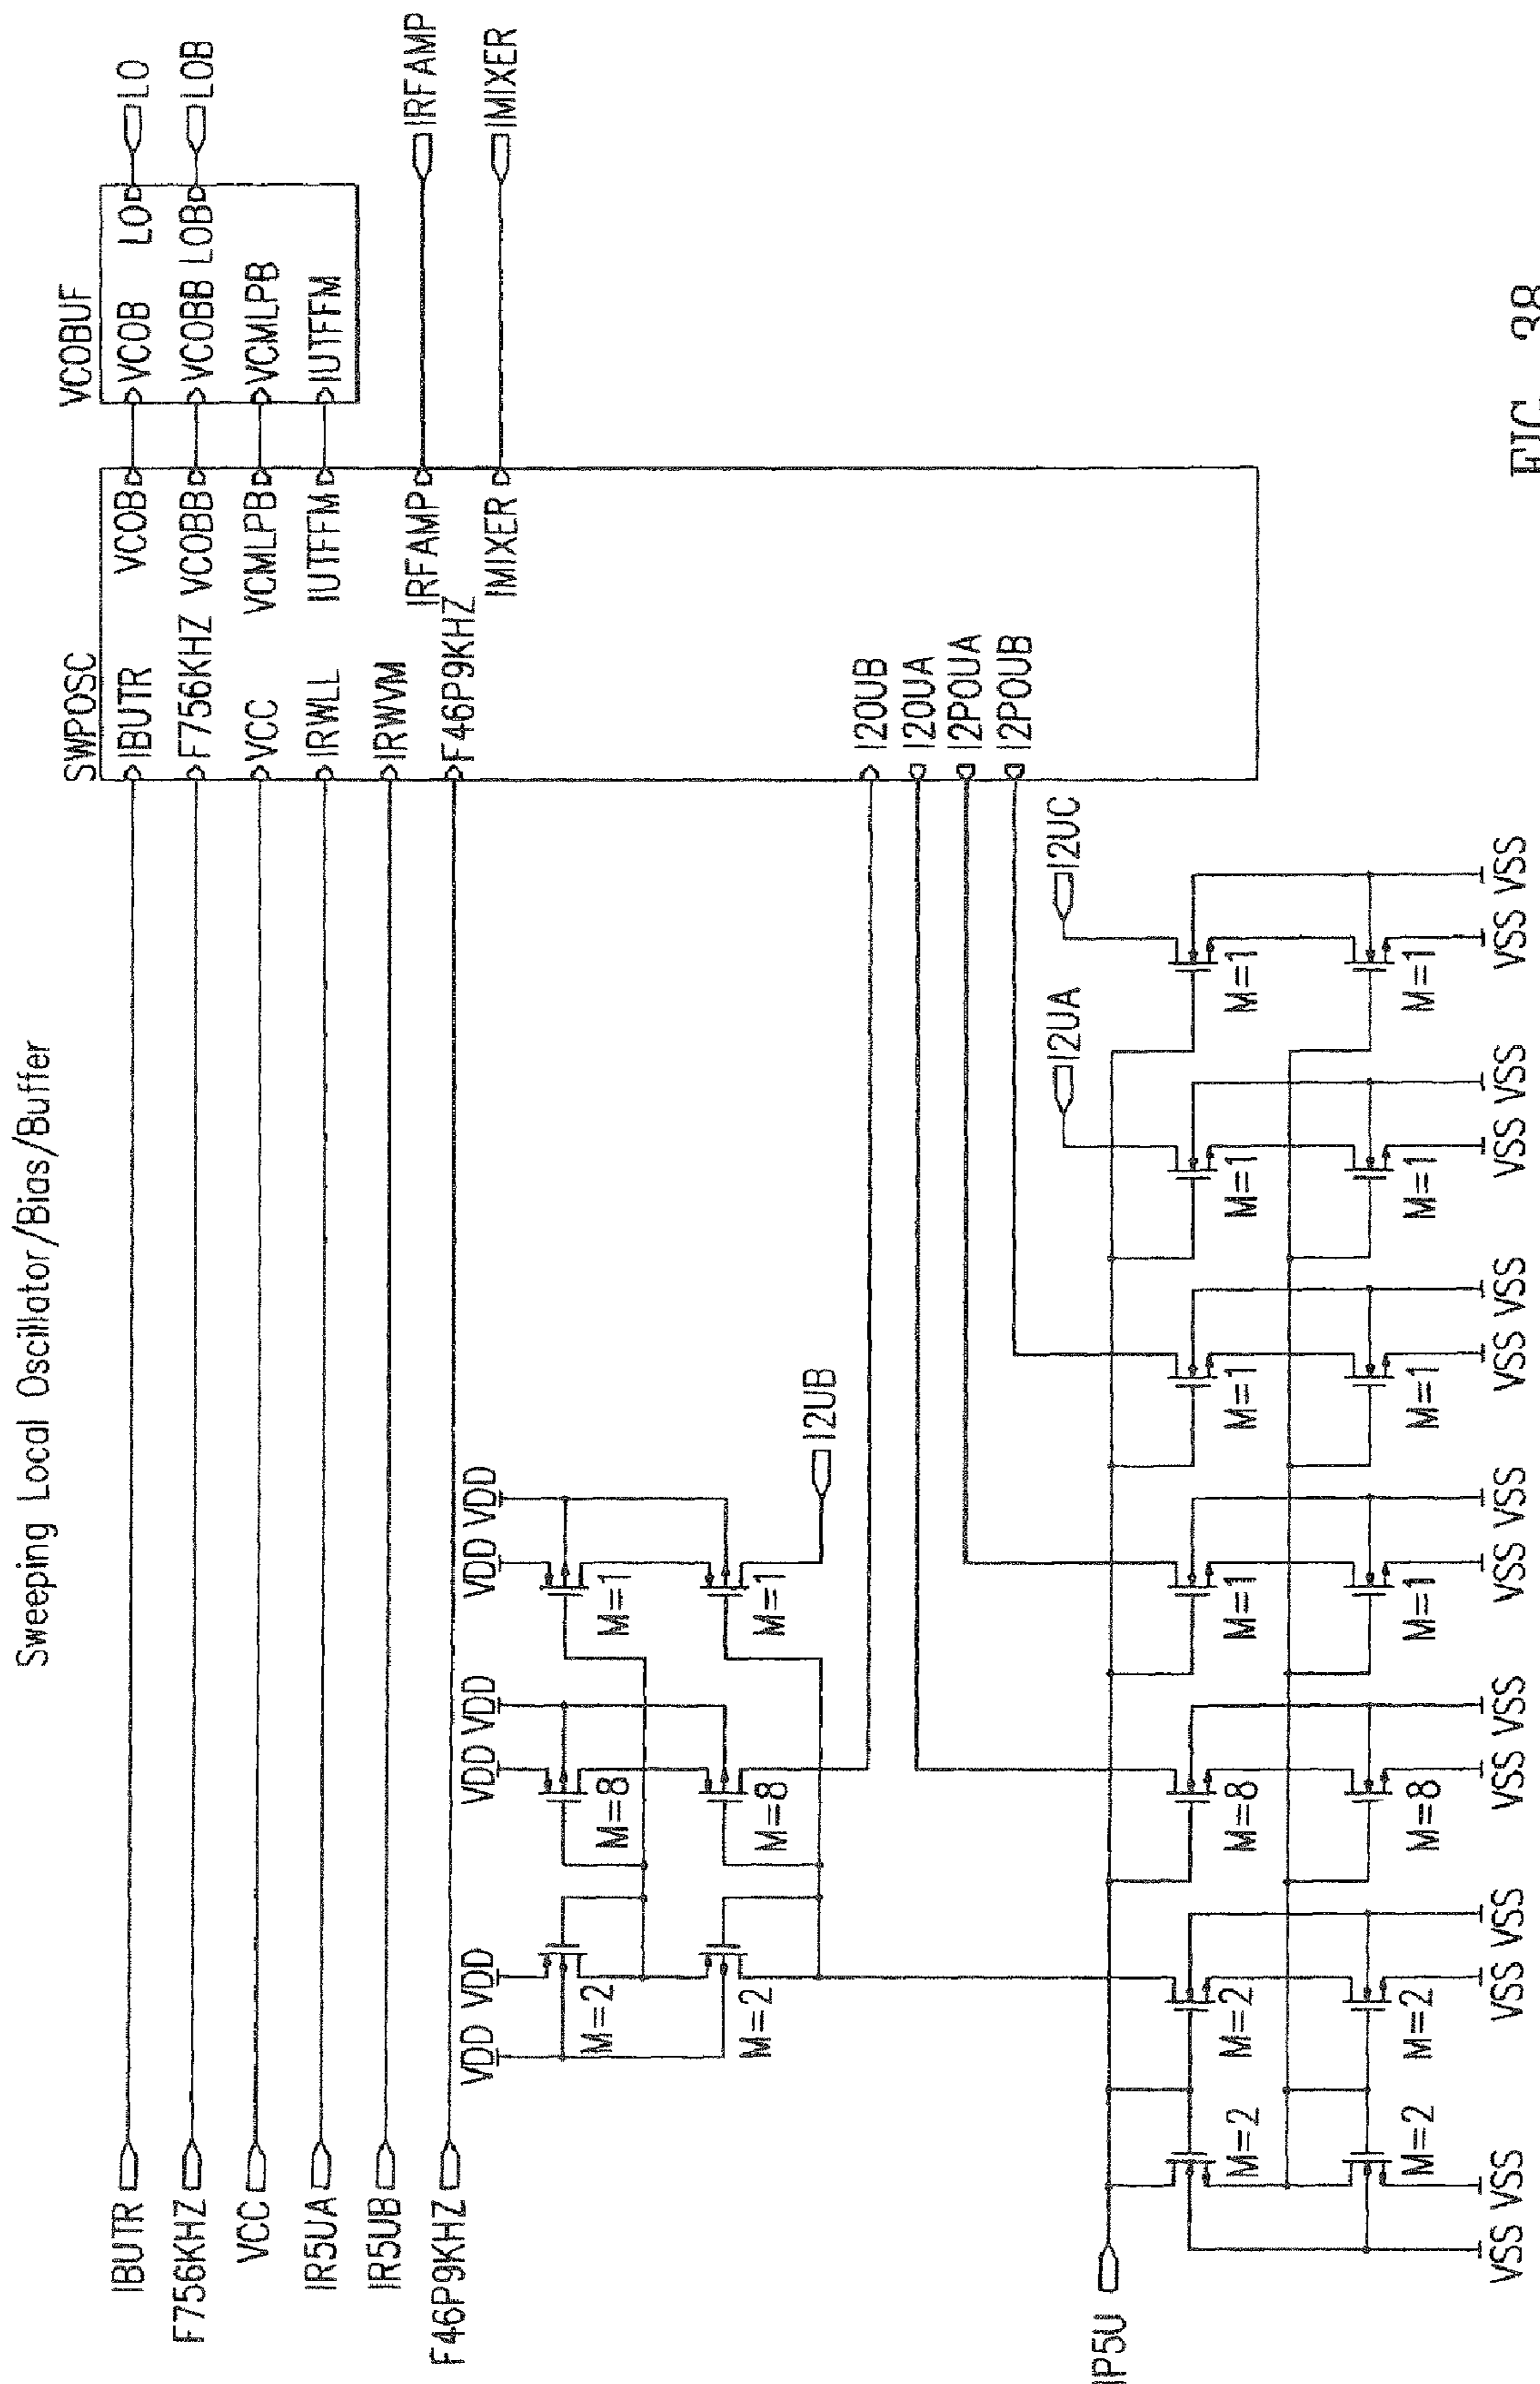 Sweeping Local Oscillator/Bias/Buffer
SWPOSC
VCOBUF
IBUTR
IBUTR
VCOB
VCOB
LO
LO
F756KHZ
F756KHZ
VCOBB
VCOBB
LOB
LOB
VCC
VCC
VCMLPB
VCMLPB
IR5UA
IRWLL
IUTFFM
IUTFFM
IR5UB
IRWVM
IRFAMP
IRFAMP
F46P9KHZ
F46P9KHZ
IMIXER
IMIXER
VDD VDD
VDD VDD
VDD VDD
M=2
M=8
M=1
M=2
M=8
M=1
I2UB
I20UB
I20UA
I2P0UA
I2P0UB
I2UA
I2UC
IP5U
M=2
M=2
M=8
M=1
M=1
M=1
M=1
M=2
M=2
M=8
M=1
M=1
M=1
M=1
VSS VSS
VSS VSS
VSS VSS
VSS VSS
VSS VSS
VSS VSS
VSS VSS
FIG. 38